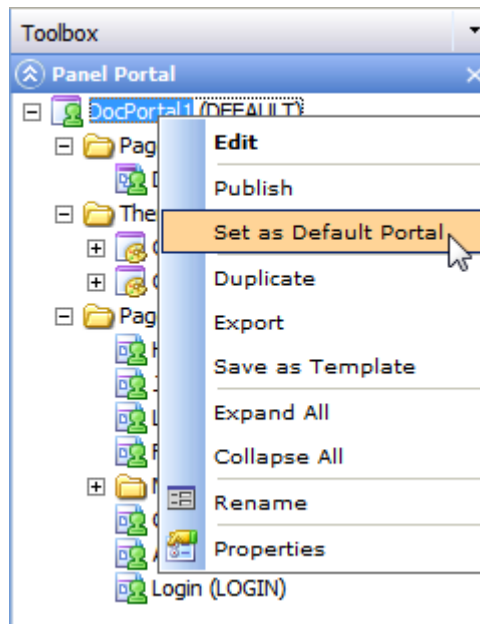 Toolbox
Panel Portal
DocPortal1 (DEFAULT)
Edit
Publish
Set as Default Portal
Duplicate
Export
Save as Template
Expand All
Collapse All
Rename
Properties
Login (LOGIN)